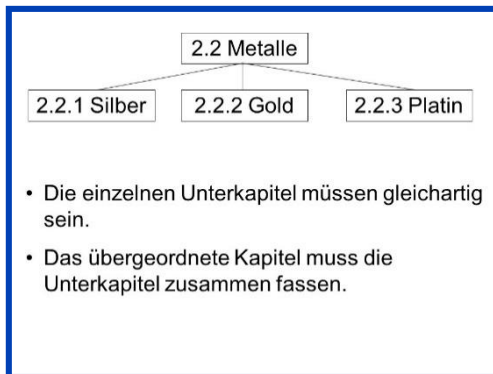 2.2 Metalle
2.2.1 Silber 2.2.2 Gold 2.2.3 Platin
• Die einzelnen Unterkapitel müssen gleichartig
sein.
• Das übergeordnete Kapitel muss die
Unterkapitel zusammen fassen.